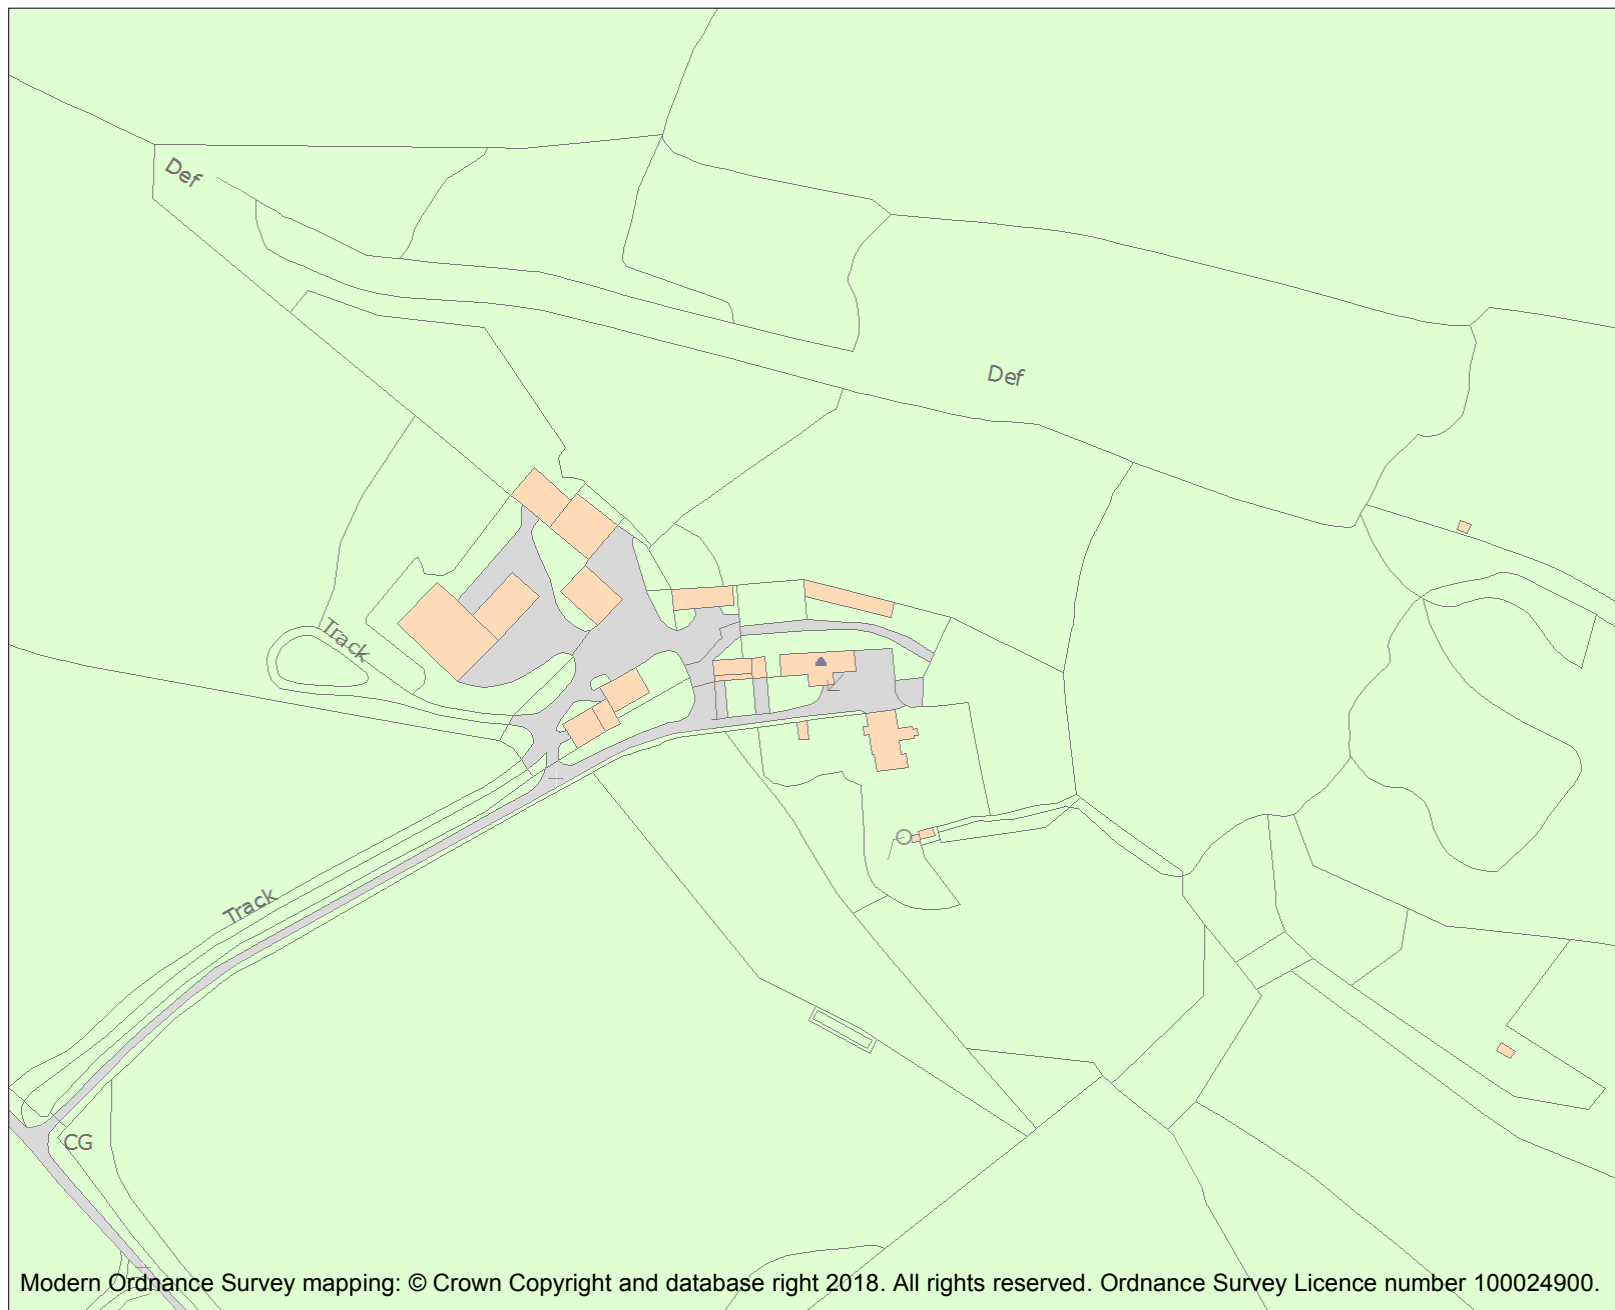 Def
Def
Track
Track
CG
Modern Ordnance Survey mapping: © Crown Copyright and database right 2018. All rights reserved. Ordnance Survey Licence number 100024900.